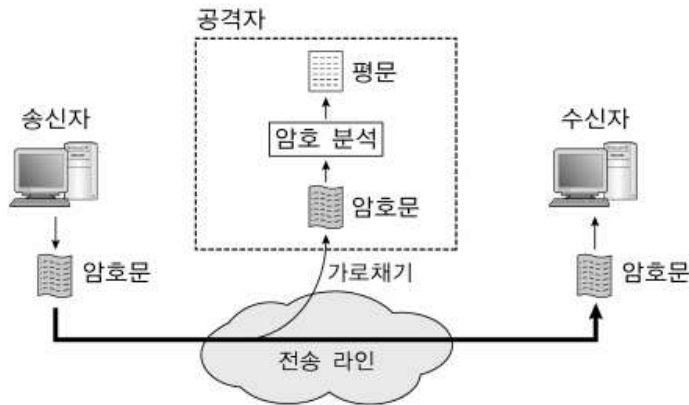 공격자
평문
송신자
암호 분석
수신자
암호문
암호문
암호문
가로채기
전송 라인